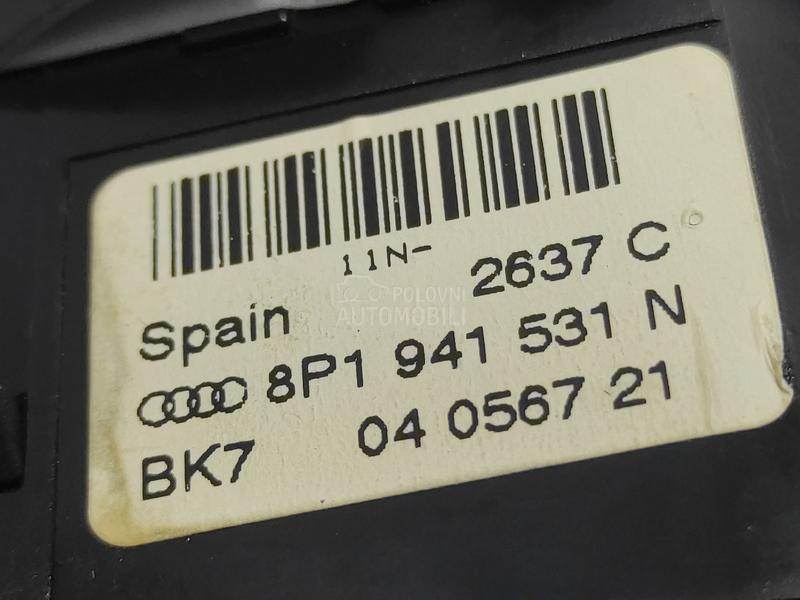 11N-
Spain 2637 C
8P1 941 531 N
BK7 04 0567 21
POLOVNI
AUTOMOBILI